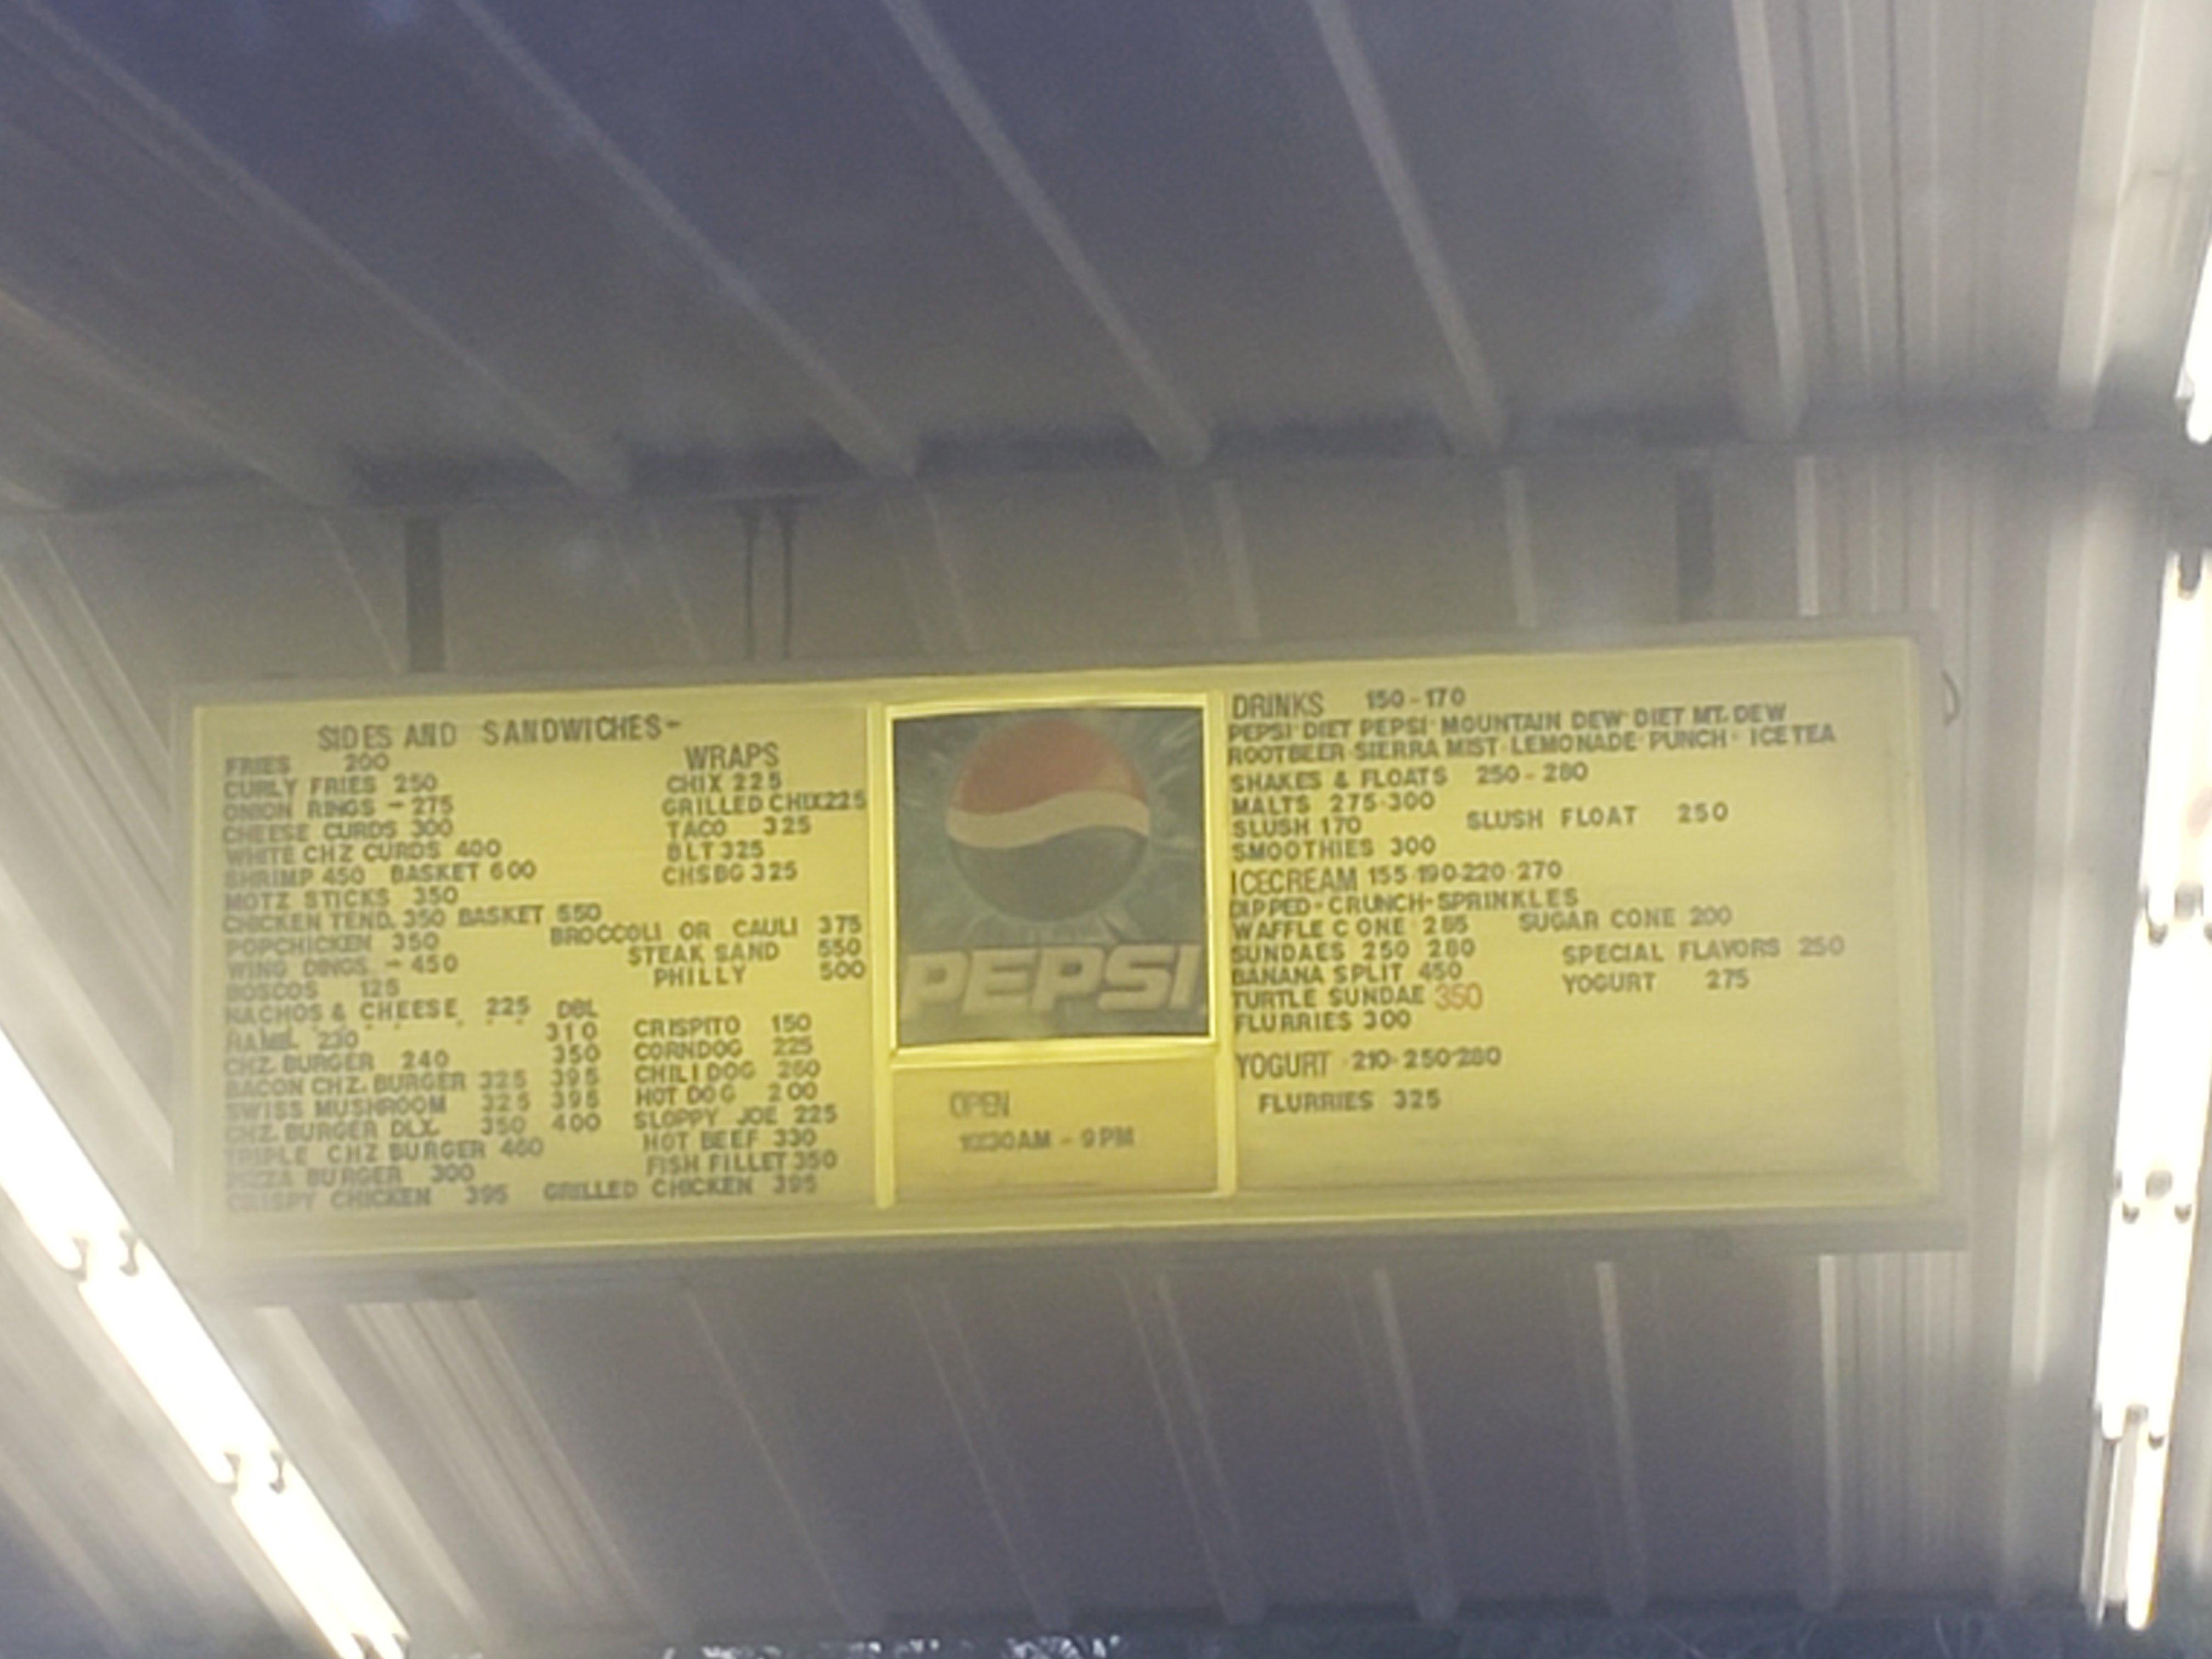 SIDES AND SANDWICHES-
FRIES 200
CURLY FRIES 250
ONION RINGS - 275
CHEESE CURDS 300
WHITE CHZ CURDS 400
SHRIMP 450 BASKET 600
MOTZ STICKS 350
CHICKEN TEND. 350 BASKET 550
POPCHICKEN 350
WING DINGS - 450
BOSCOS 125
NACHOS & CHEESE 225 DBL
HAMB. 230 310
CHZ. BURGER 240 350
BACON CHZ. BURGER 325 395
SWISS MUSHROOM 325 395
CHZ. BURGER DLX. 350 400
TRIPLE CHZ BURGER 460
PIZZA BURGER 300
CRISPY CHICKEN 395 GRILLED CHICKEN 395
WRAPS
CHIX 225
GRILLED CHIX 225
TACO 325
BLT 325
CHSBG 325
BROCCOLI OR CAULI 375
STEAK SAND 550
PHILLY 500
CRISPITO 150
CORNDOG 225
CHILI DOG 260
HOT DOG 200
SLOPPY JOE 225
HOT BEEF 330
FISH FILLET 350
PEPSI
OPEN
1030AM - 9PM
DRINKS 150-170
PEPSI DIET PEPSI MOUNTAIN DEW DIET MT. DEW
ROOTBEER SIERRA MIST LEMONADE PUNCH ICE TEA
SHAKES & FLOATS 250-280
MALTS 275-300
SLUSH 170 SLUSH FLOAT 250
SMOOTHIES 300
ICECREAM 155-190-220-270
DIPPED-CRUNCH-SPRINKLES
WAFFLE CONE 285 SUGAR CONE 200
SUNDAES 250 280 SPECIAL FLAVORS 250
BANANA SPLIT 450 YOGURT 275
TURTLE SUNDAE 350
FLURRIES 300
YOGURT 210-250-280
FLURRIES 325